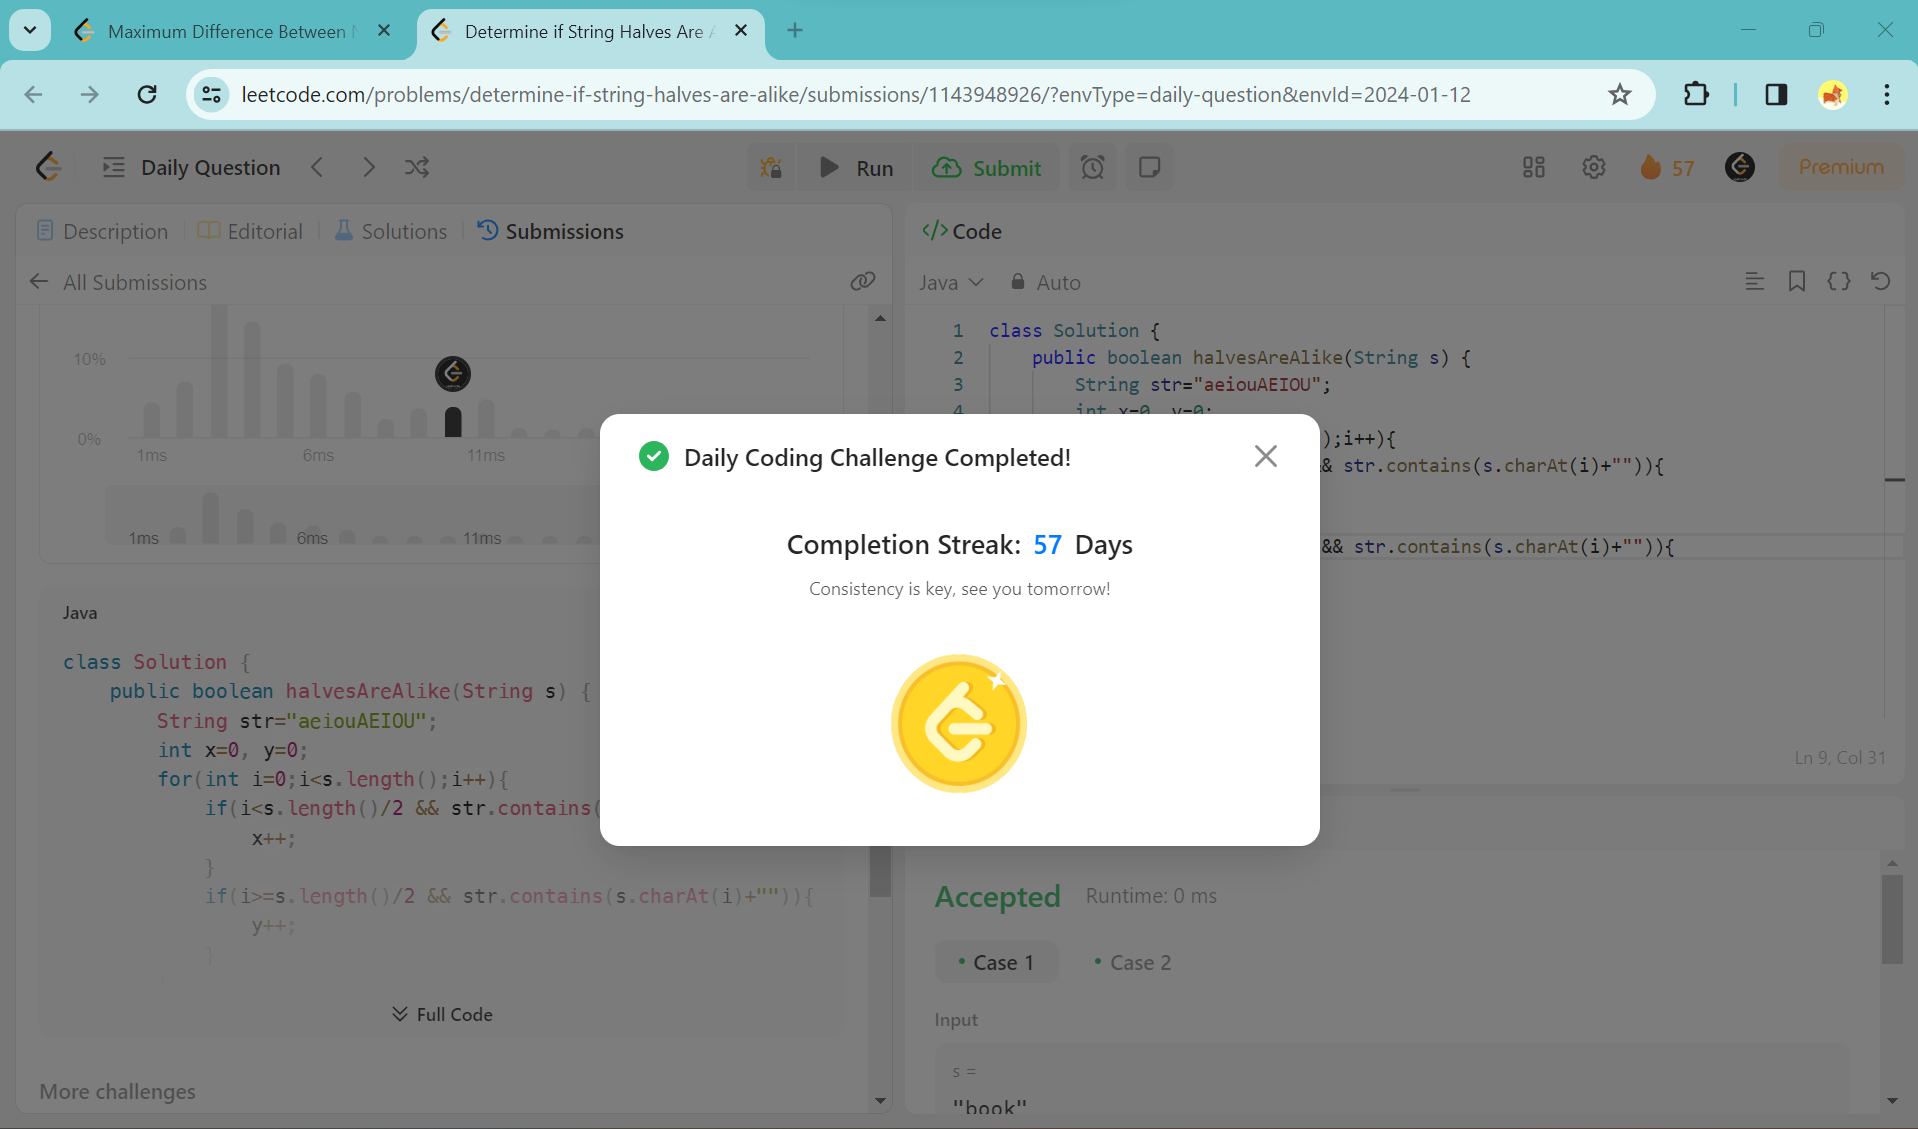 Maximum Difference Between
Determine if String Halves Are
leetcode.com/problems/determine-if-string-halves-are-alike/submissions/1143948926/?envType=daily-question&envId=2024-01-12
Daily Question
Run
Submit
57
Premium
Description
Editorial
Solutions
Submissions
All Submissions
10%
0%
1ms 6ms 11ms
1ms 6ms 11ms
Java
class Solution {
public boolean halvesAreAlike(String s) {
String str="aeiouAEIOU";
int x=0, y=0;
for(int i=0;i<s.length();i++){
if(i<s.length()/2 && str.contains(
x++;
}
if(i>=s.length()/2 && str.contains(s.charAt(i)+"")){
y++;
}
Full Code
More challenges
</> Code
Java
Auto
1 class Solution {
2 public boolean halvesAreAlike(String s) {
3 String str="aeiouAEIOU";
4 int x=0, y=0;
);i++){
& str.contains(s.charAt(i)+"")){
&& str.contains(s.charAt(i)+"")){
Ln 9, Col 31
Daily Coding Challenge Completed!
Completion Streak: 57 Days
Consistency is key, see you tomorrow!
Accepted
Runtime: 0 ms
Case 1
Case 2
Input
s =
"book"